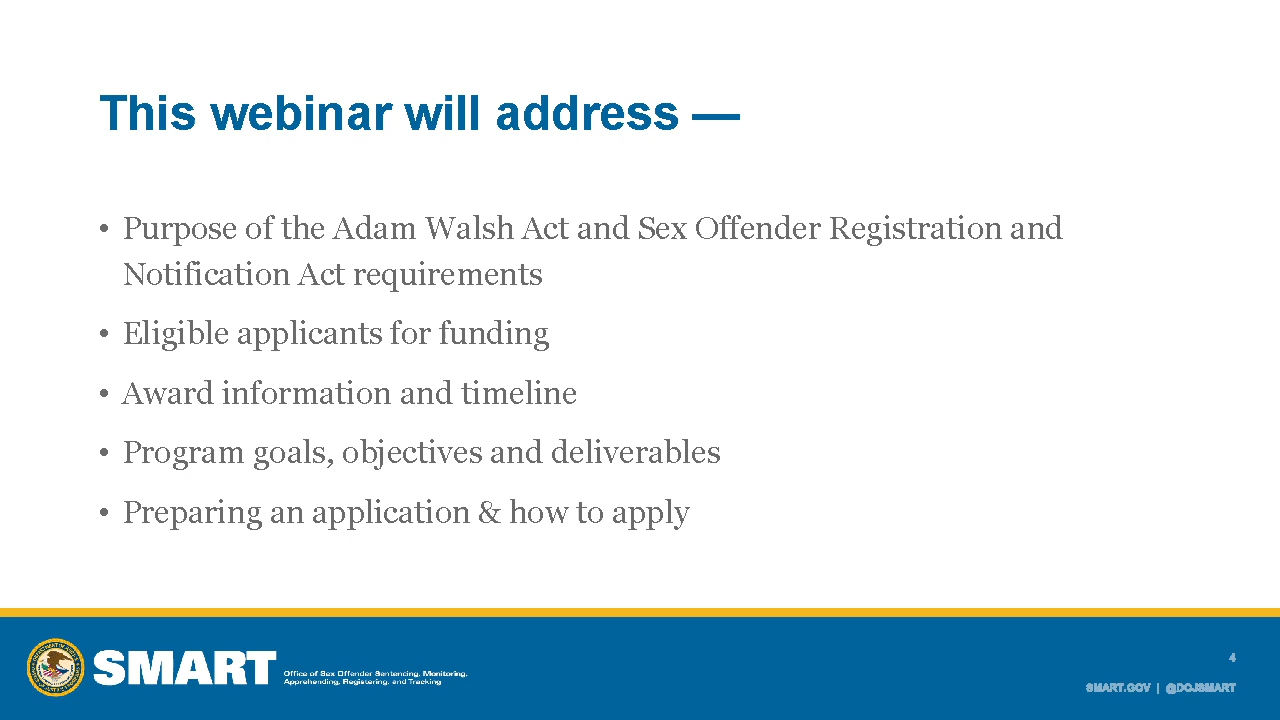 This webinar will address —
• Purpose of the Adam Walsh Act and Sex Offender Registration and
Notification Act requirements
• Eligible applicants for funding
• Award information and timeline
• Program goals, objectives and deliverables
• Preparing an application & how to apply
SMART
Office of Sex Offender Sentencing, Monitoring,
Apprehending, Registering, and Tracking
4
SMART.GOV | @DOJSMART